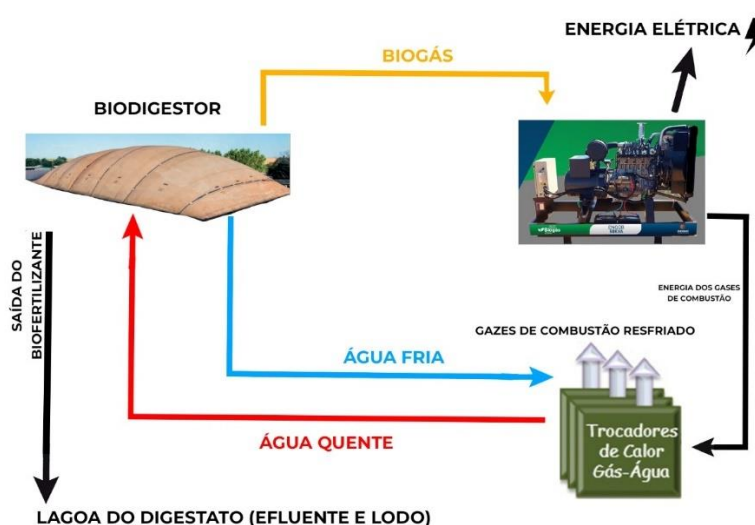 ENERGIA ELÉTRICA
BIOGÁS
BIODIGESTOR
SAÍDA DO
BIOFERTILIZANTE
ENERGIA DOS GASES
DE COMBUSTÃO
GAZES DE COMBUSTÃO RESFRIADO
ÁGUA FRIA
ÁGUA QUENTE
Trocadores
de Calor
Gás-Água
LAGOA DO DIGESTATO (EFLUENTE E LODO)